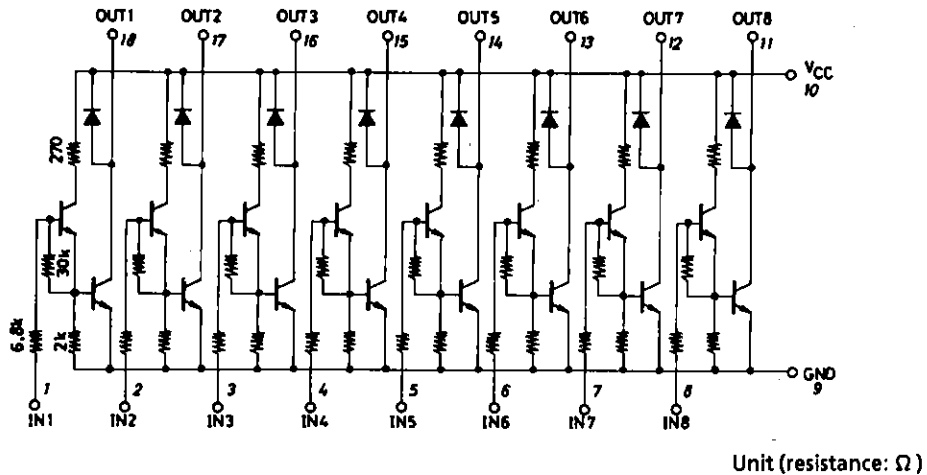 OUT1 OUT2 OUT3 OUT4 OUT5 OUT6 OUT7 OUT8
18 17 16 15 14 13 12 11
VCC
10
270
30k
6.8k 2k
GND
9
1 2 3 4 5 6 7 8
IN1 IN2 IN3 IN4 IN5 IN6 IN7 IN8
Unit (resistance: Ω)